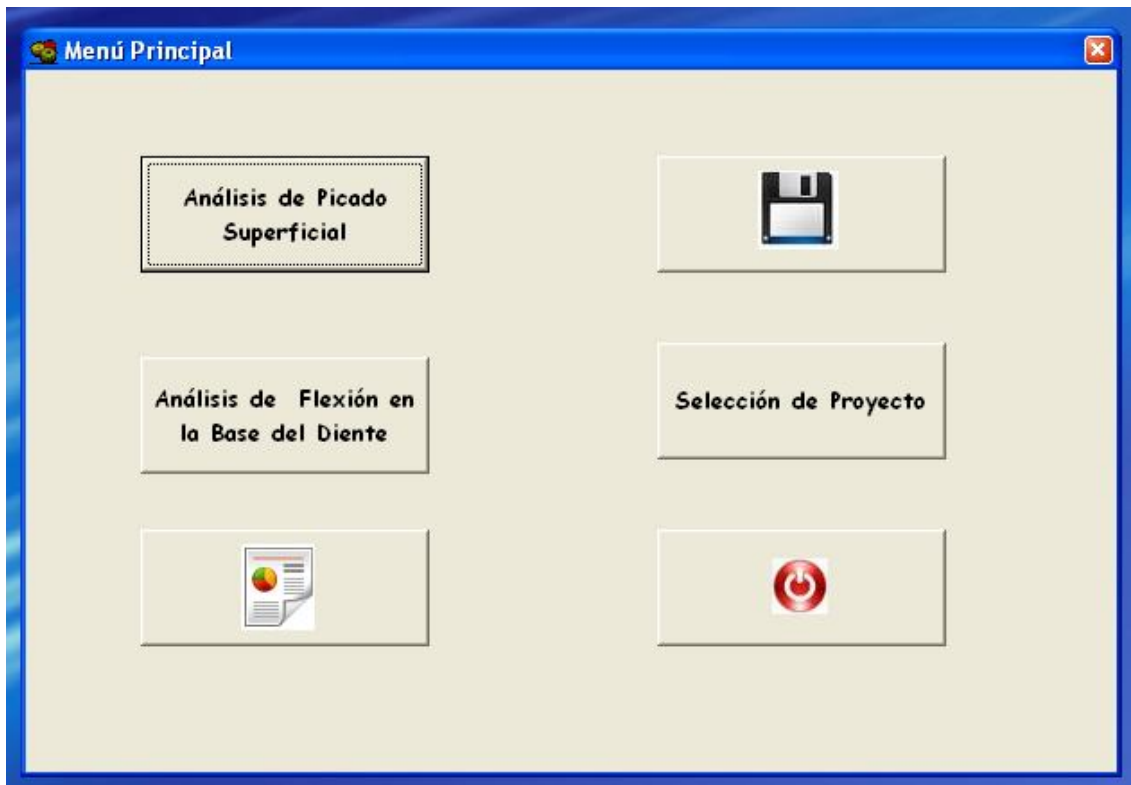 Menú Principal
Análisis de Picado
Superficial
Análisis de Flexión en
la Base del Diente
Selección de Proyecto